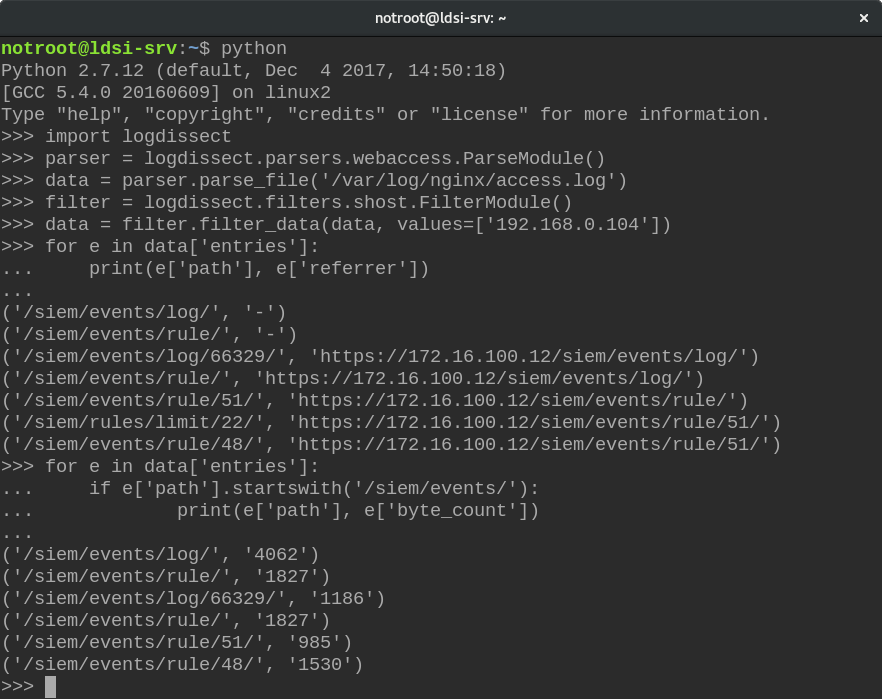 notroot@ldsi-srv: ~
×
notroot@ldsi-srv:~$ python
Python 2.7.12 (default, Dec  4 2017, 14:50:18)
[GCC 5.4.0 20160609] on linux2
Type "help", "copyright", "credits" or "license" for more information.
>>> import logdissect
>>> parser = logdissect.parsers.webaccess.ParseModule()
>>> data = parser.parse_file('/var/log/nginx/access.log')
>>> filter = logdissect.filters.shost.FilterModule()
>>> data = filter.filter_data(data, values=['192.168.0.104'])
>>> for e in data['entries']:
...     print(e['path'], e['referrer'])
...
('/siem/events/log/', '-')
('/siem/events/rule/', '-')
('/siem/events/log/66329/', 'https://172.16.100.12/siem/events/log/')
('/siem/events/rule/', 'https://172.16.100.12/siem/events/log/')
('/siem/events/rule/51/', 'https://172.16.100.12/siem/events/rule/')
('/siem/rules/limit/22/', 'https://172.16.100.12/siem/events/rule/51/')
('/siem/events/rule/48/', 'https://172.16.100.12/siem/events/rule/51/')
>>> for e in data['entries']:
...     if e['path'].startswith('/siem/events/'):
...             print(e['path'], e['byte_count'])
...
('/siem/events/log/', '4062')
('/siem/events/rule/', '1827')
('/siem/events/log/66329/', '1186')
('/siem/events/rule/', '1827')
('/siem/events/rule/51/', '985')
('/siem/events/rule/48/', '1530')
>>>